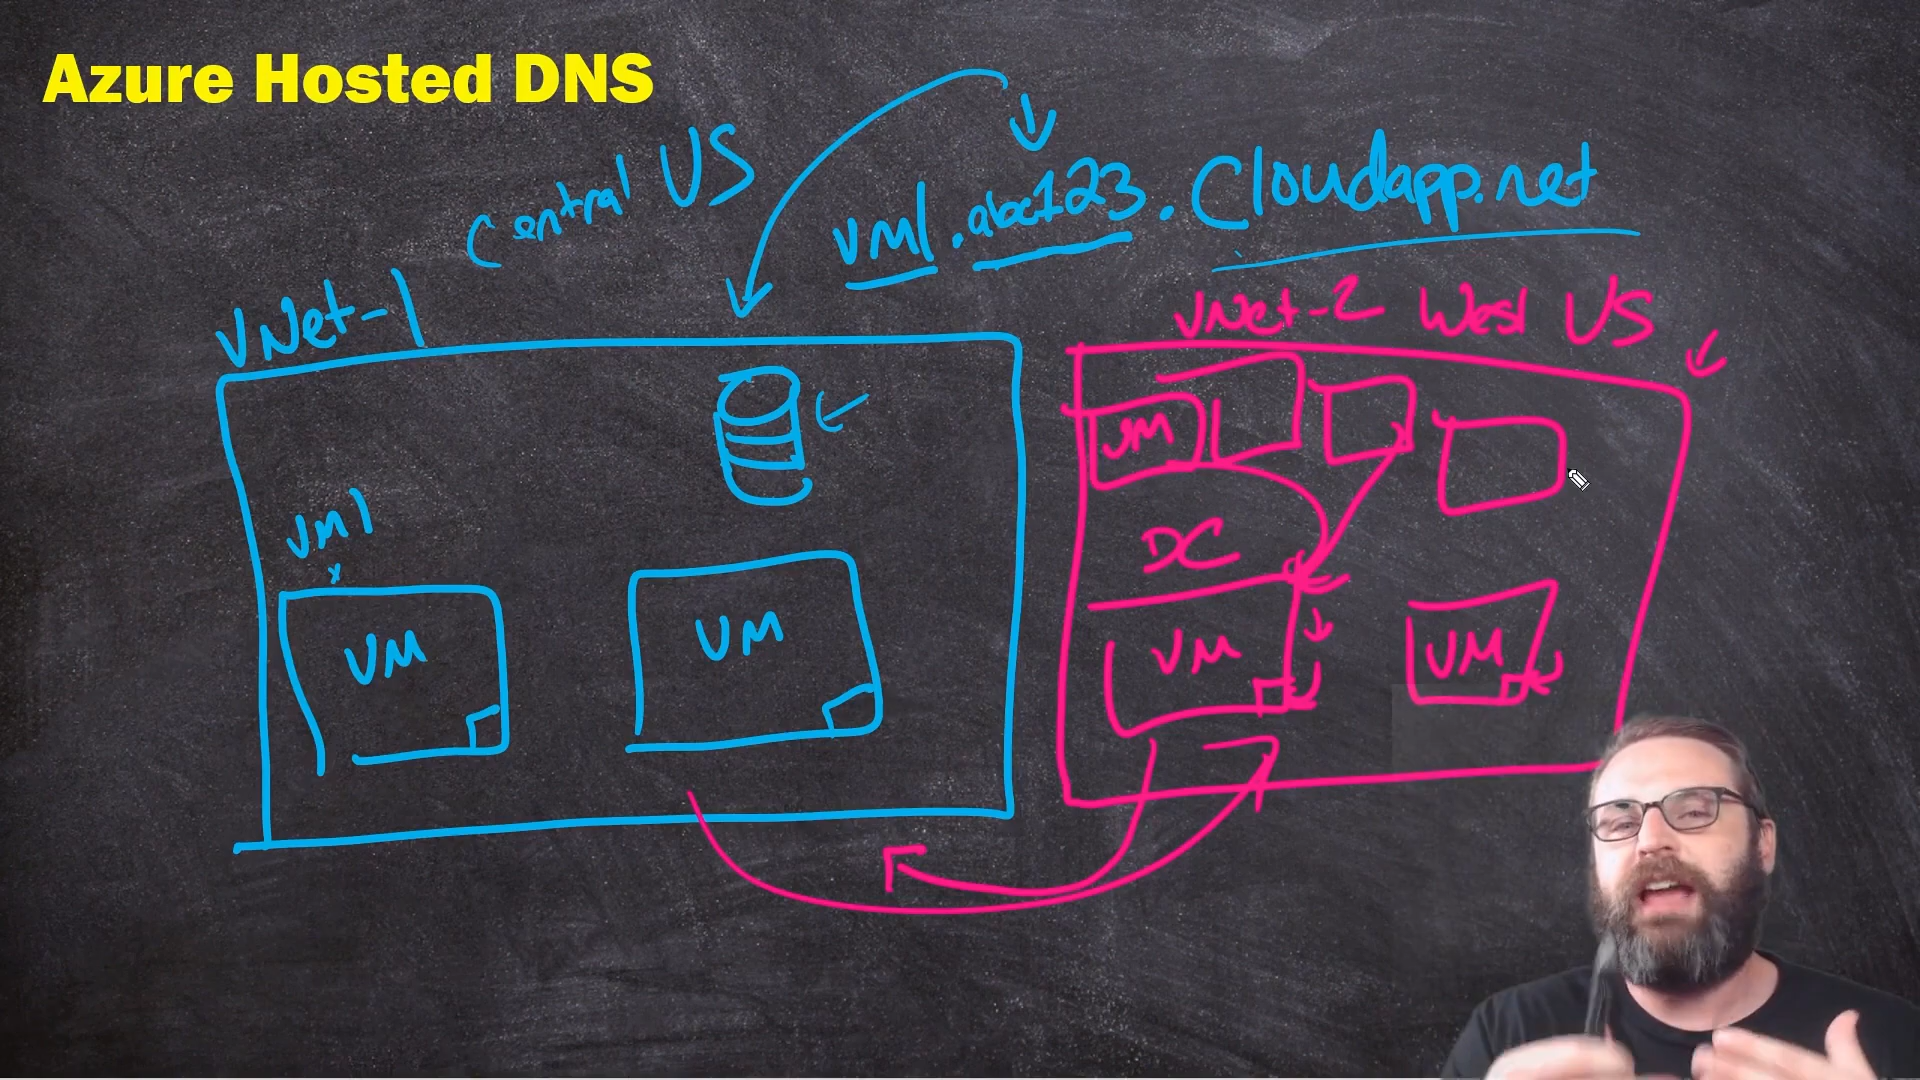 Azure Hosted DNS
Central US
vm1.abc123.Cloudapp.net
VNet-1
VNet-2 West US
VM
vm1
DC
VM
VM
VM
VM